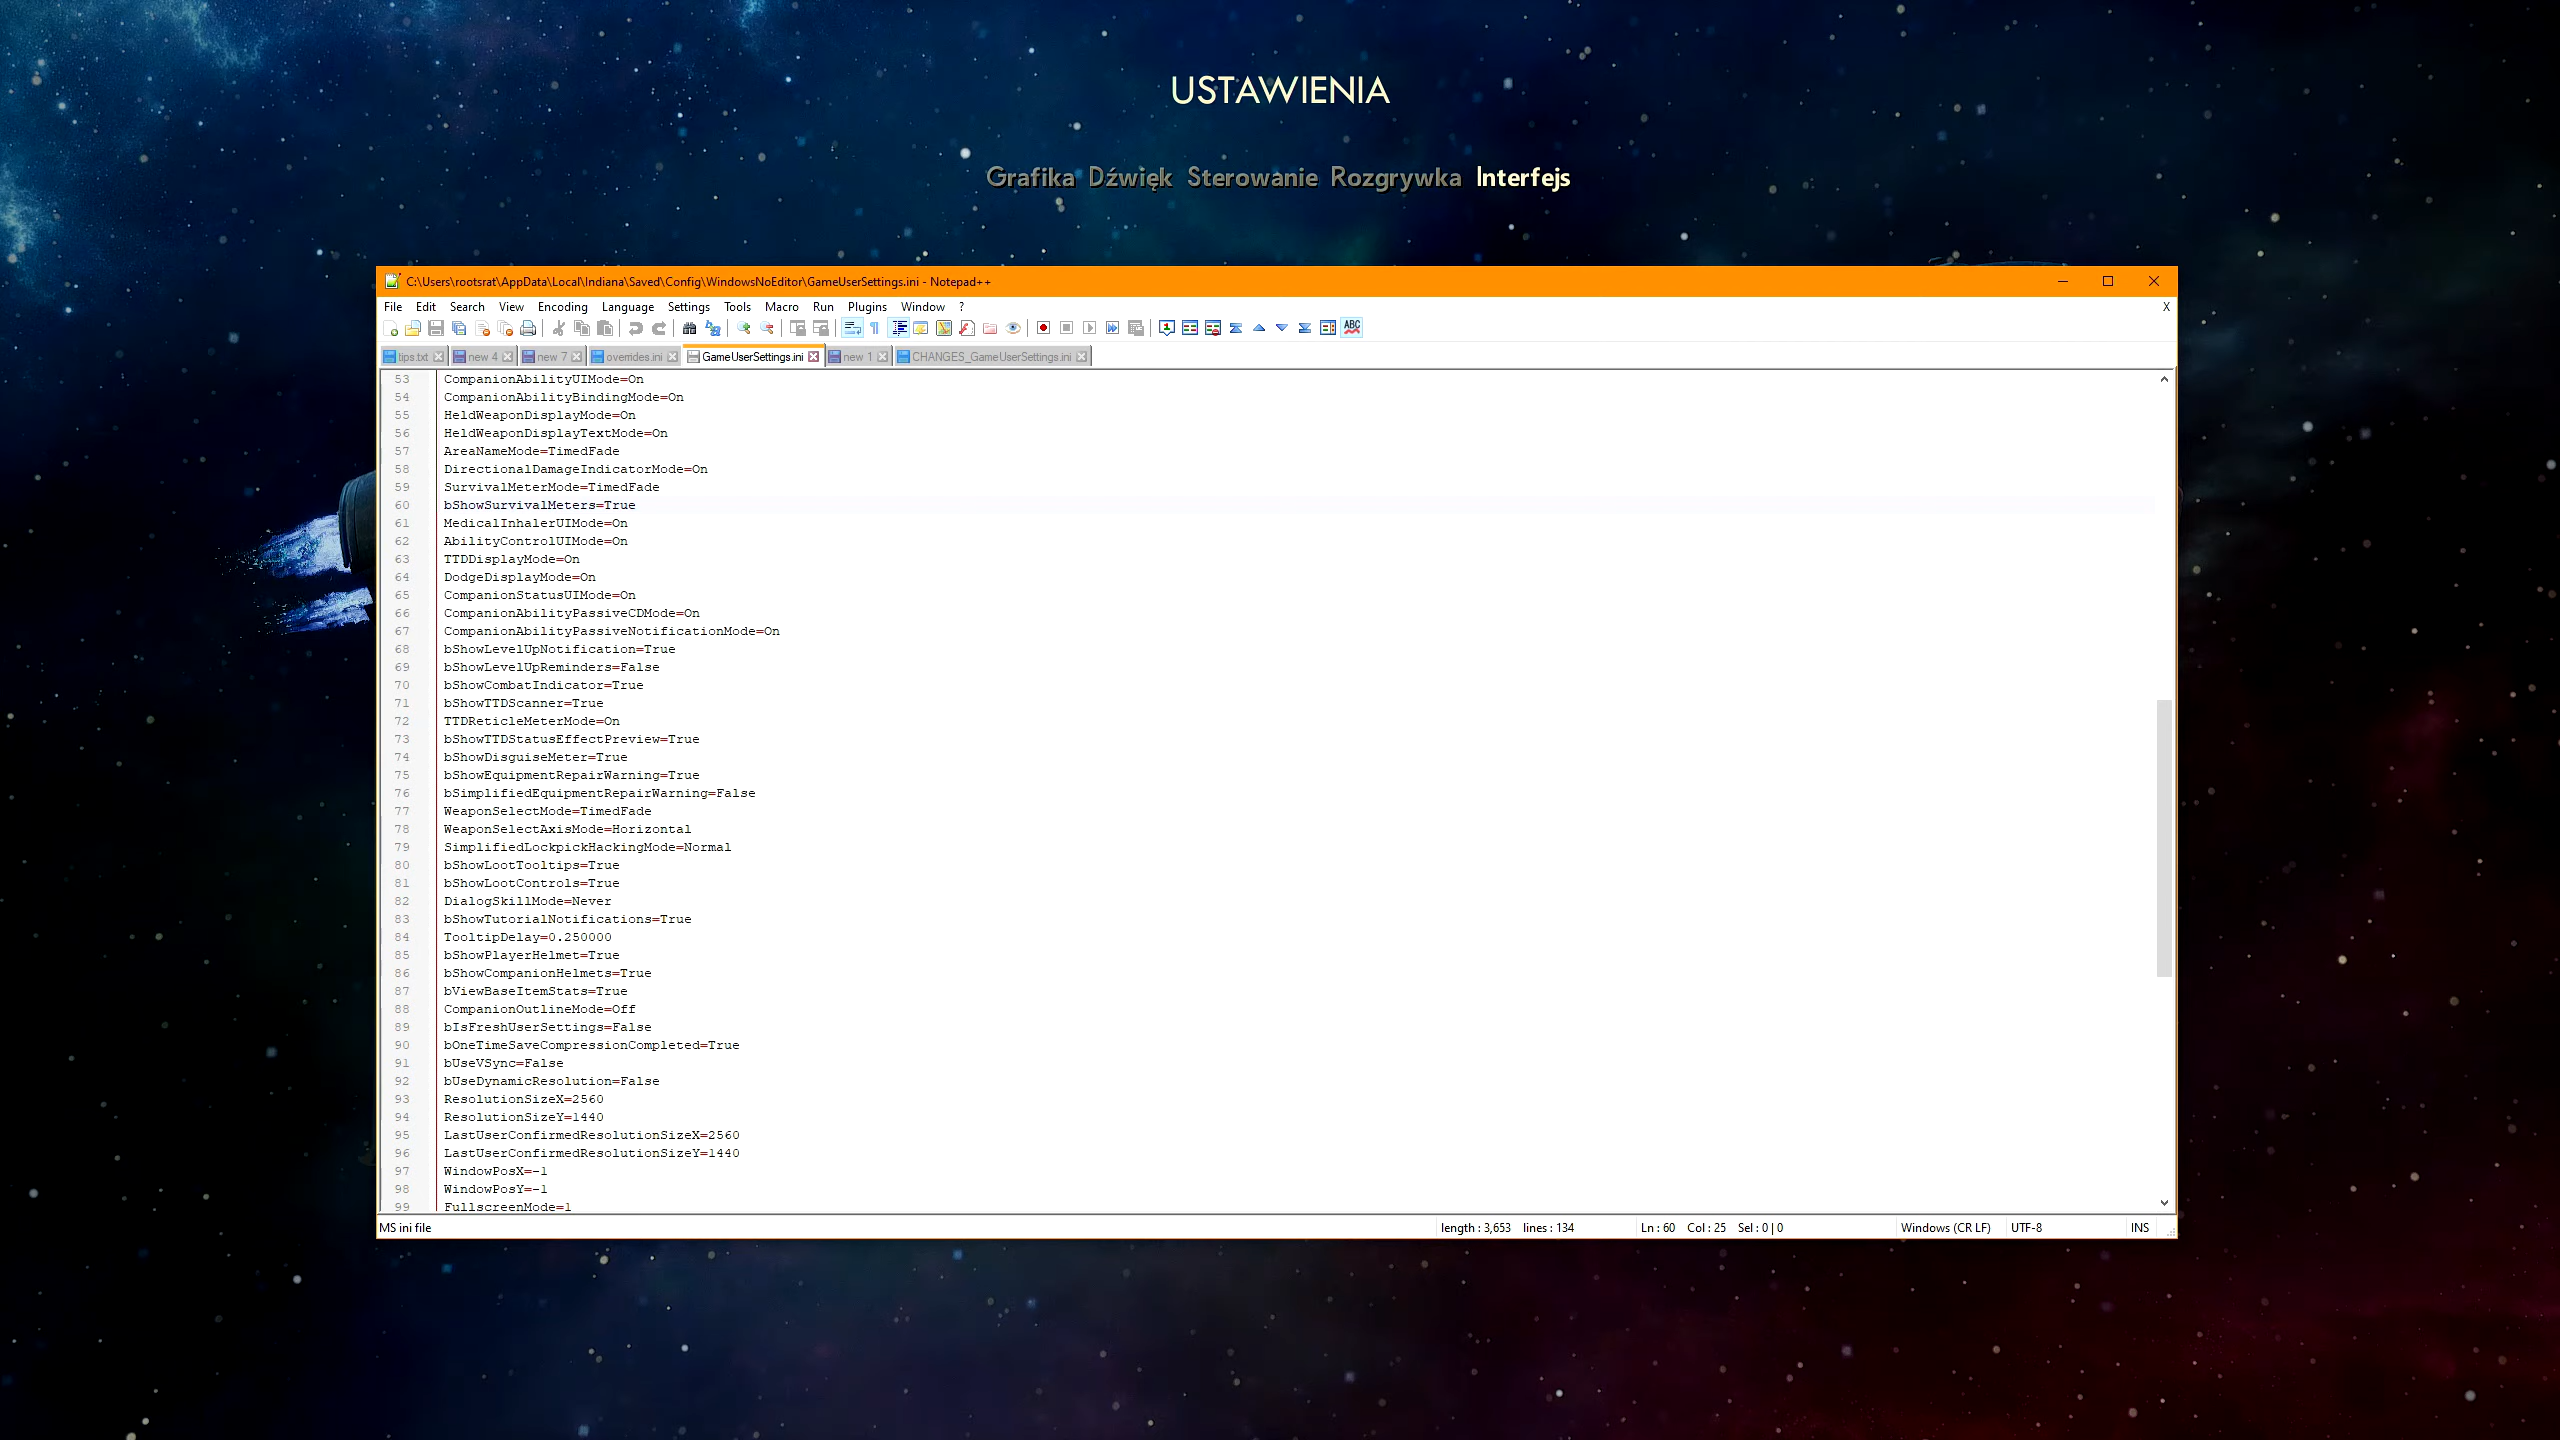 USTAWIENIA
Grafika Dźwięk Sterowanie Rozgrywka Interfejs
C:\Users\rootsrat\AppData\Local\Indiana\Saved\Config\WindowsNoEditor\GameUserSettings.ini - Notepad++
File Edit Search View Encoding Language Settings Tools Macro Run Plugins Window ? X
ABC
tips.txt new 4 new 7 overrides.ini GameUserSettings.ini new 1 CHANGES_GameUserSettings.ini
53 CompanionAbilityUIMode=On
54 CompanionAbilityBindingMode=On
55 HeldWeaponDisplayMode=On
56 HeldWeaponDisplayTextMode=On
57 AreaNameMode=TimedFade
58 DirectionalDamageIndicatorMode=On
59 SurvivalMeterMode=TimedFade
60 bShowSurvivalMeters=True
61 MedicalInhalerUIMode=On
62 AbilityControlUIMode=On
63 TTDDisplayMode=On
64 DodgeDisplayMode=On
65 CompanionStatusUIMode=On
66 CompanionAbilityPassiveCDMode=On
67 CompanionAbilityPassiveNotificationMode=On
68 bShowLevelUpNotification=True
69 bShowLevelUpReminders=False
70 bShowCombatIndicator=True
71 bShowTTDScanner=True
72 TTDReticleMeterMode=On
73 bShowTTDStatusEffectPreview=True
74 bShowDisguiseMeter=True
75 bShowEquipmentRepairWarning=True
76 bSimplifiedEquipmentRepairWarning=False
77 WeaponSelectMode=TimedFade
78 WeaponSelectAxisMode=Horizontal
79 SimplifiedLockpickHackingMode=Normal
80 bShowLootTooltips=True
81 bShowLootControls=True
82 DialogSkillMode=Never
83 bShowTutorialNotifications=True
84 TooltipDelay=0.250000
85 bShowPlayerHelmet=True
86 bShowCompanionHelmets=True
87 bViewBaseItemStats=True
88 CompanionOutlineMode=Off
89 bIsFreshUserSettings=False
90 bOneTimeSaveCompressionCompleted=True
91 bUseVSync=False
92 bUseDynamicResolution=False
93 ResolutionSizeX=2560
94 ResolutionSizeY=1440
95 LastUserConfirmedResolutionSizeX=2560
96 LastUserConfirmedResolutionSizeY=1440
97 WindowPosX=-1
98 WindowPosY=-1
99 FullscreenMode=1
MS ini file length : 3,653 lines : 134 Ln : 60 Col : 25 Sel : 0 | 0 Windows (CR LF) UTF-8 INS